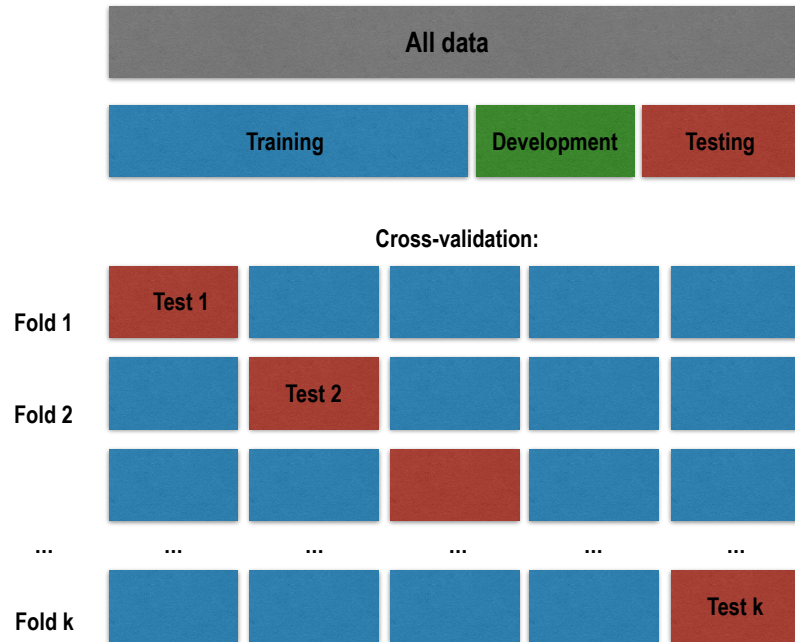 All data
Training Development Testing
Cross-validation:
Fold 1 Test 1
Fold 2 Test 2
... ... ... ... ... ...
Fold k Test k